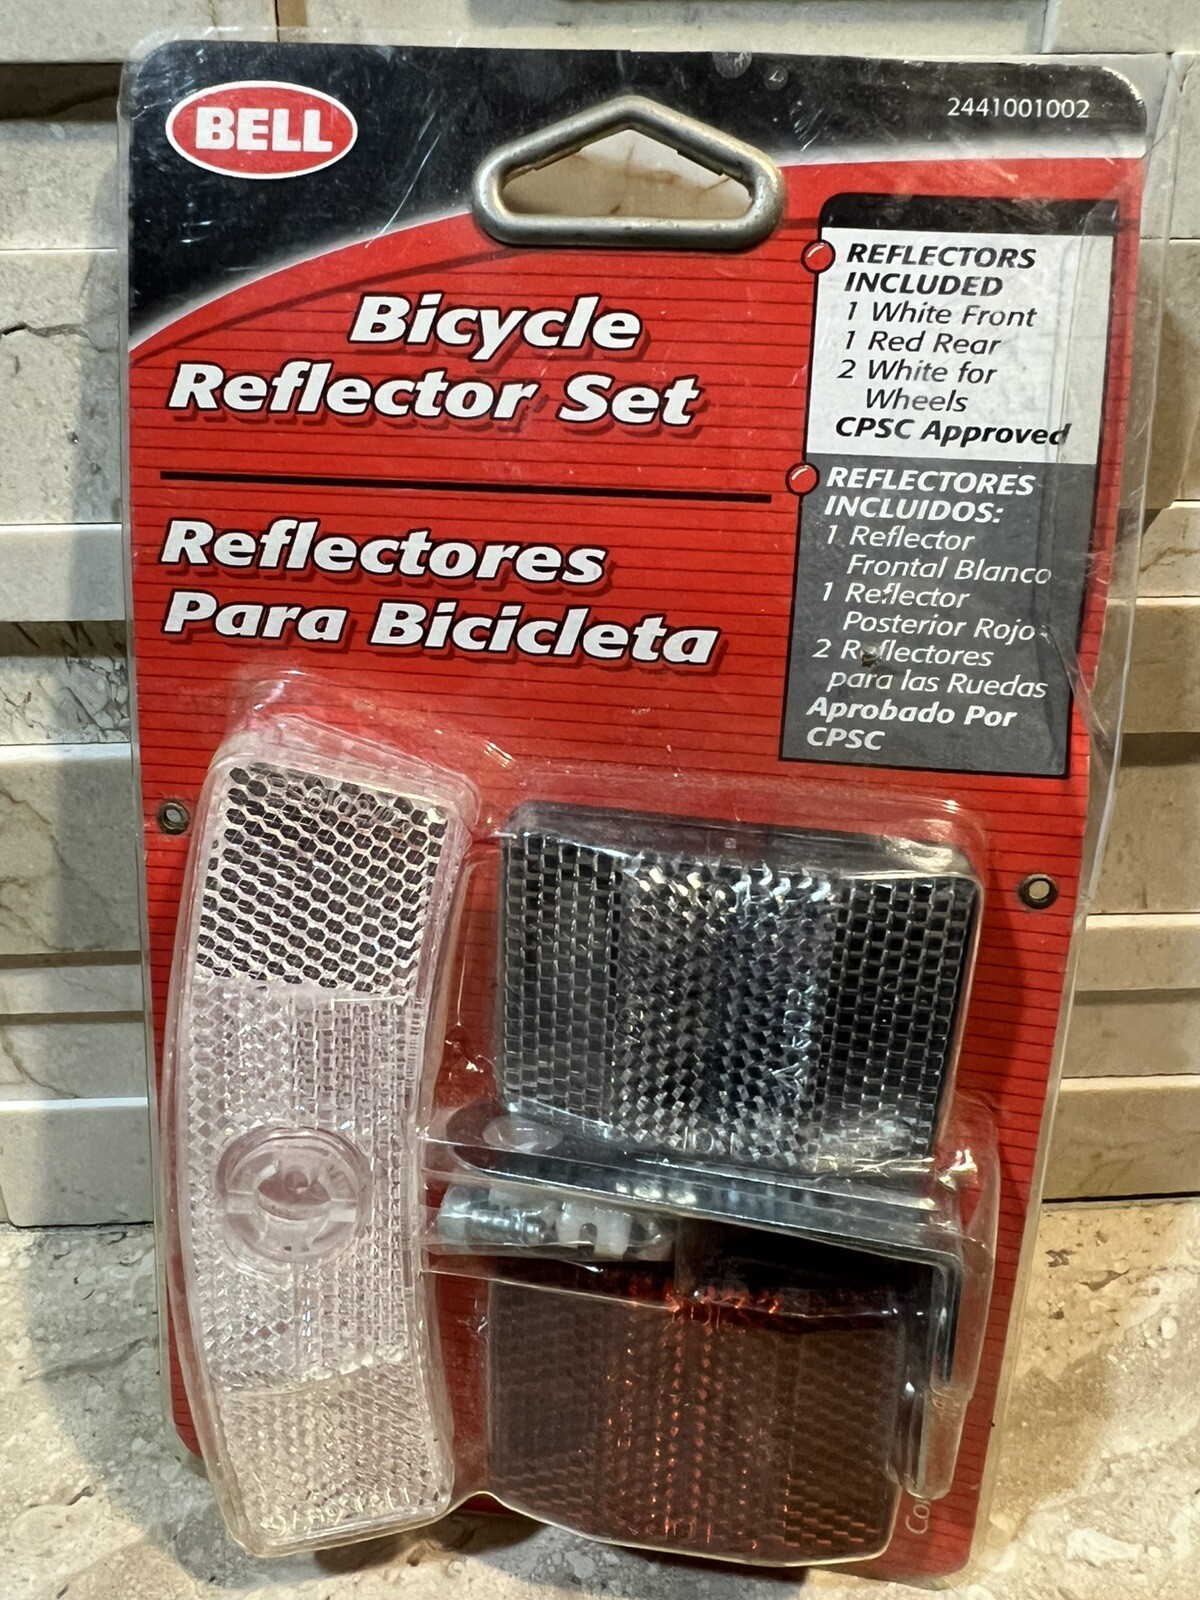 BELL
2441001002
Bicycle
Reflector Set
Reflectores
Para Bicicleta
REFLECTORS
INCLUDED
1 White Front
1 Red Rear
2 White for
Wheels
CPSC Approved
REFLECTORES
INCLUIDOS:
1 Reflector
Frontal Blanco
1 Reflector
Posterior Rojo
2 Reflectores
para las Ruedas
Aprobado Por
CPSC